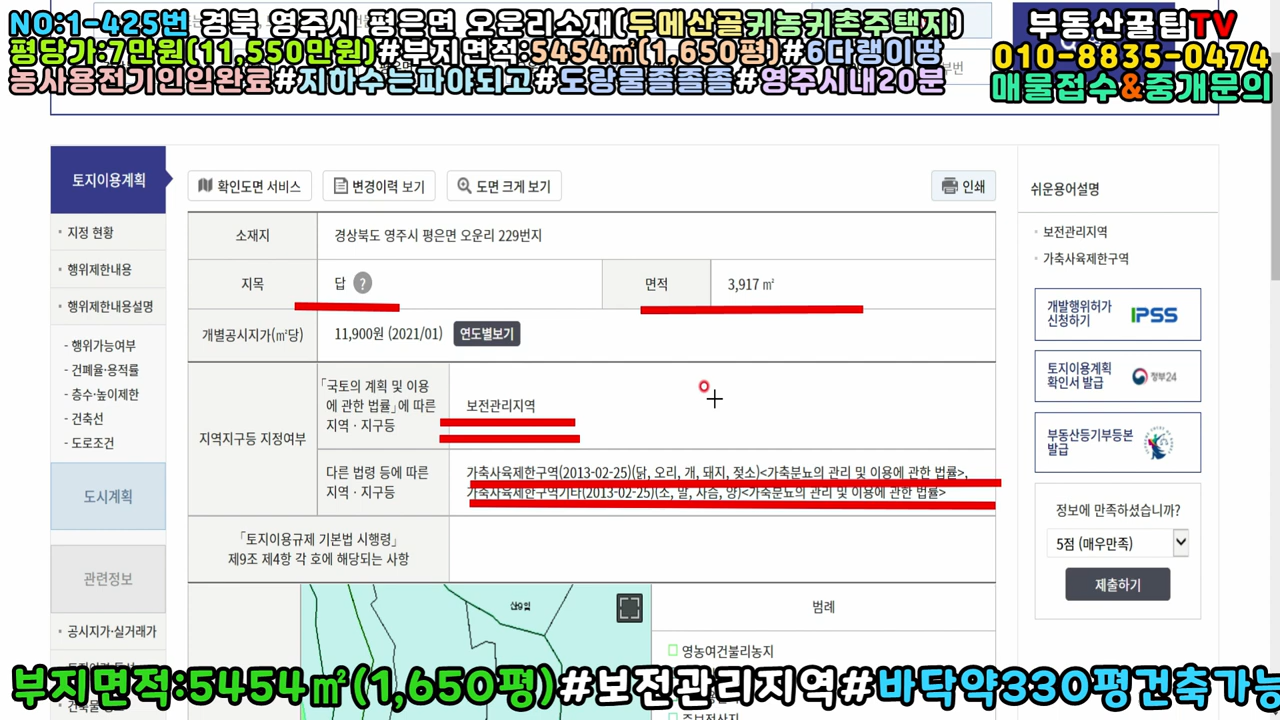 NO:1-425번 경북 영주시 평은면 오운리소재(두메산골귀농귀촌주택지)
평당가:7만원(11,550만원)#부지면적:5454㎡(1,650평)#6다랭이땅
농사용전기인입완료#지하수는파야되고#도랑물졸졸졸#영주시내20분
부동산꿀팁TV
010-8835-0474
매물접수&중개문의
토지이용계획
지정 현황
행위제한내용
행위제한내용설명
- 행위가능여부
- 건폐율·용적률
- 층수·높이제한
- 건축선
- 도로조건
도시계획
관련정보
공시지가·실거래가
확인도면 서비스
변경이력 보기
도면 크게 보기
인쇄
소재지 경상북도 영주시 평은면 오운리 229번지
지목 답 ? 면적 3,917 ㎡
개별공시지가(㎡당) 11,900원 (2021/01) 연도별보기
지역지구등 지정여부
「국토의 계획 및 이용
에 관한 법률」에 따른
지역ㆍ지구등
보전관리지역
다른 법령 등에 따른
지역ㆍ지구등
가축사육제한구역(2013-02-25)(닭, 오리, 개, 돼지, 젖소)<가축분뇨의 관리 및 이용에 관한 법률>,
가축사육제한구역기타(2013-02-25)(소, 말, 사슴, 양)<가축분뇨의 관리 및 이용에 관한 법률>
「토지이용규제 기본법 시행령」
제9조 제4항 각 호에 해당되는 사항
산9임
범례
영농여건불리농지
쉬운용어설명
보전관리지역
가축사육제한구역
개발행위허가
신청하기
IPSS
토지이용계획
확인서 발급
정부24
부동산등기부등본
발급
정보에 만족하셨습니까?
5점 (매우만족)
제출하기
부지면적:5454㎡(1,650평)#보전관리지역#바닥약330평건축가능